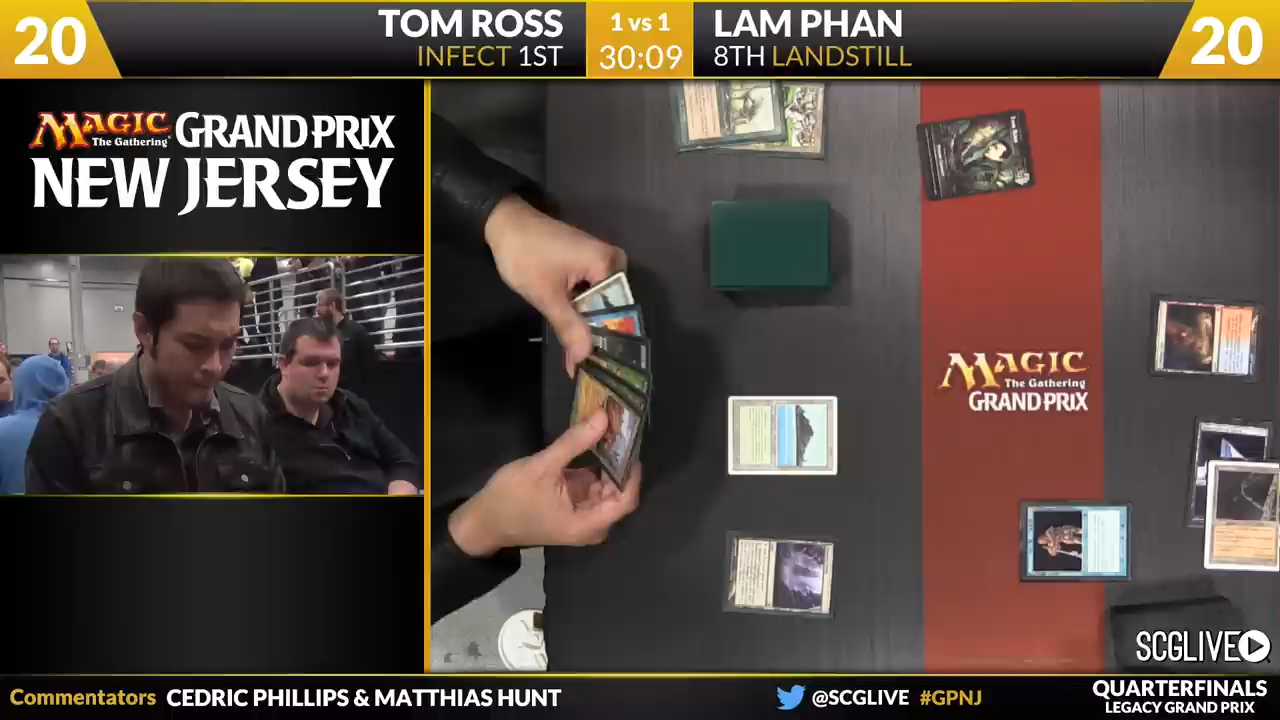 20
TOM ROSS
INFECT 1ST
1 vs 1
30:09
LAM PHAN
8TH LANDSTILL
20
MAGIC
The Gathering®
GRAND PRIX
NEW JERSEY
MAGIC
The Gathering
GRAND PRIX
SCGLIVE
Commentators CEDRIC PHILLIPS & MATTHIAS HUNT
@SCGLIVE #GPNJ
QUARTERFINALS
LEGACY GRAND PRIX